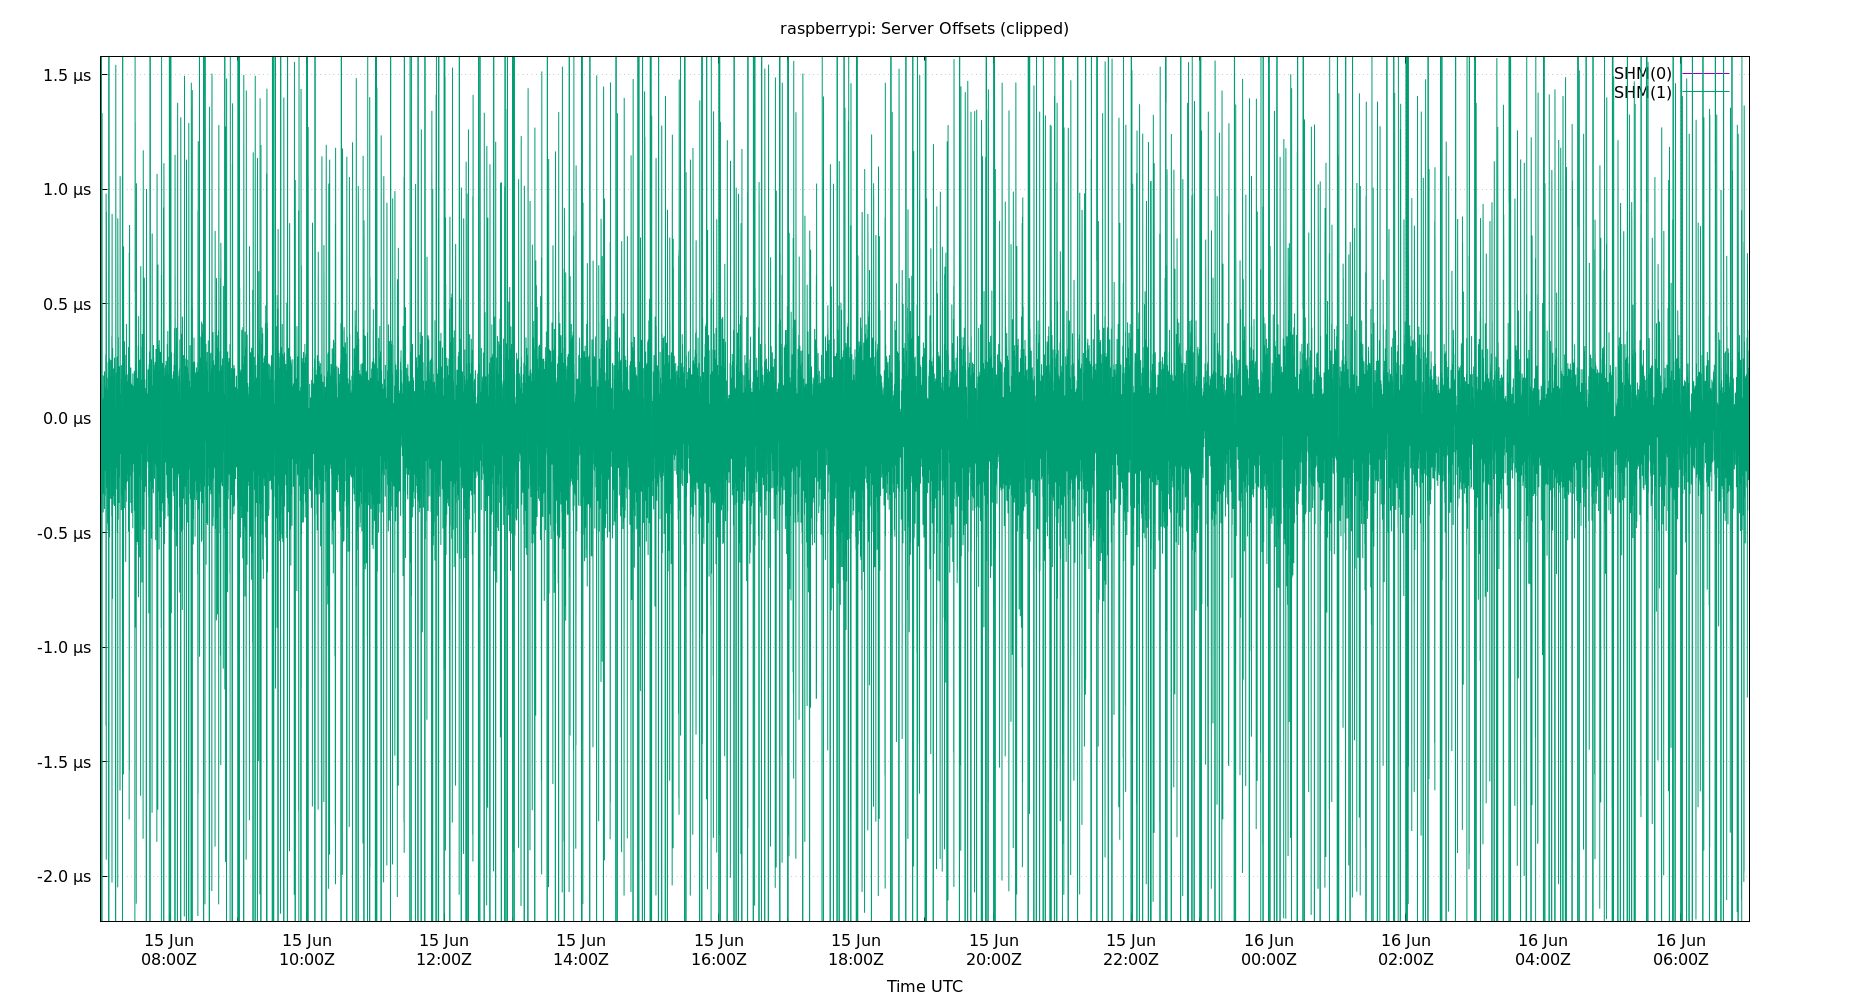 raspberrypi: Server Offsets (clipped)
1.5 µs
1.0 µs
0.5 µs
0.0 µs
-0.5 µs
-1.0 µs
-1.5 µs
-2.0 µs
SHM(0)
SHM(1)
15 Jun 15 Jun 15 Jun 15 Jun 15 Jun 15 Jun 15 Jun 15 Jun 16 Jun 16 Jun 16 Jun 16 Jun
08:00Z 10:00Z 12:00Z 14:00Z 16:00Z 18:00Z 20:00Z 22:00Z 00:00Z 02:00Z 04:00Z 06:00Z
Time UTC